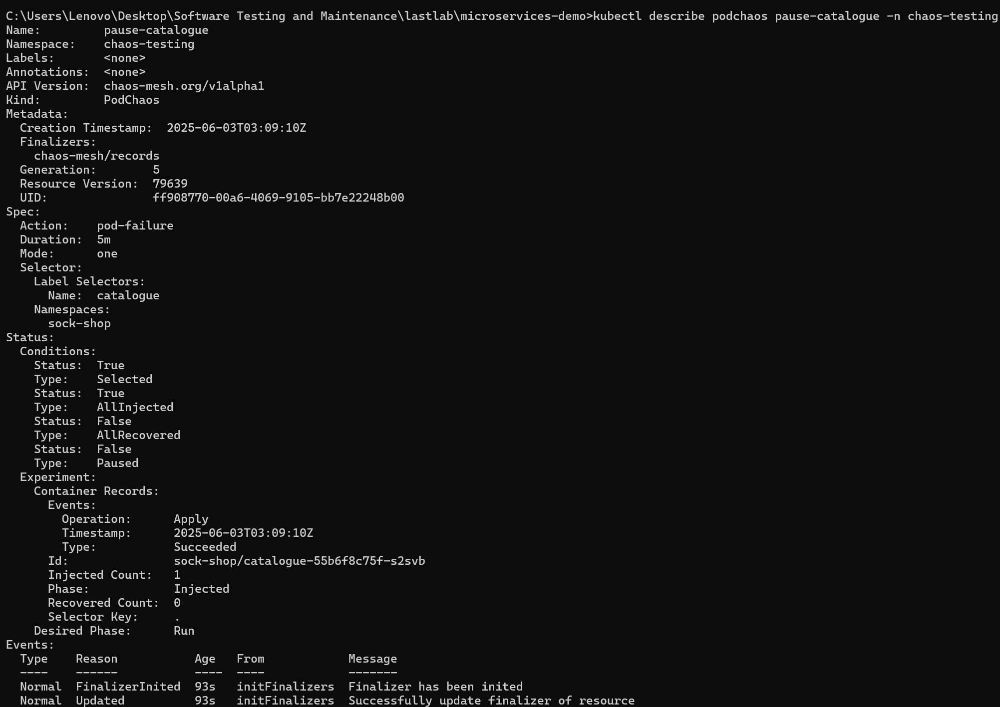 C:\Users\Lenovo\Desktop\Software Testing and Maintenance\lastlab\microservices-demo>kubectl describe podchaos pause-catalogue -n chaos-testing
Name:         pause-catalogue
Namespace:    chaos-testing
Labels:       <none>
Annotations:  <none>
API Version:  chaos-mesh.org/v1alpha1
Kind:         PodChaos
Metadata:
  Creation Timestamp:  2025-06-03T03:09:10Z
  Finalizers:
    chaos-mesh/records
  Generation:        5
  Resource Version:  79639
  UID:               ff908770-00a6-4069-9105-bb7e22248b00
Spec:
  Action:    pod-failure
  Duration:  5m
  Mode:      one
  Selector:
    Label Selectors:
      Name:  catalogue
    Namespaces:
      sock-shop
Status:
  Conditions:
    Status:  True
    Type:    Selected
    Status:  True
    Type:    AllInjected
    Status:  False
    Type:    AllRecovered
    Status:  False
    Type:    Paused
  Experiment:
    Container Records:
      Events:
        Operation:      Apply
        Timestamp:      2025-06-03T03:09:10Z
        Type:           Succeeded
      Id:               sock-shop/catalogue-55b6f8c75f-s2svb
      Injected Count:   1
      Phase:            Injected
      Recovered Count:  0
      Selector Key:     .
    Desired Phase:      Run
Events:
  Type    Reason           Age   From            Message
  ----    ------           ----  ----            -------
  Normal  FinalizerInited  93s   initFinalizers  Finalizer has been inited
  Normal  Updated          93s   initFinalizers  Successfully update finalizer of resource